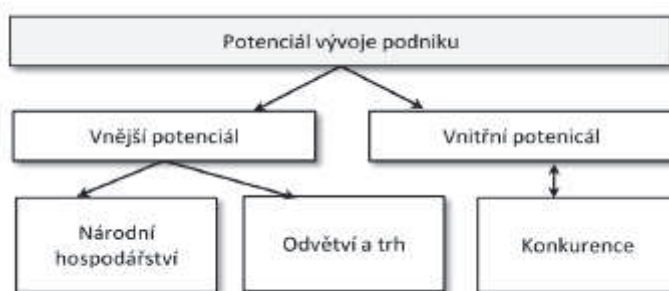 Potenciál vývoje podniku
Vnější potenciál
Vnitřní potenicál
Národní
hospodářství
Odvětví a trh
Konkurence